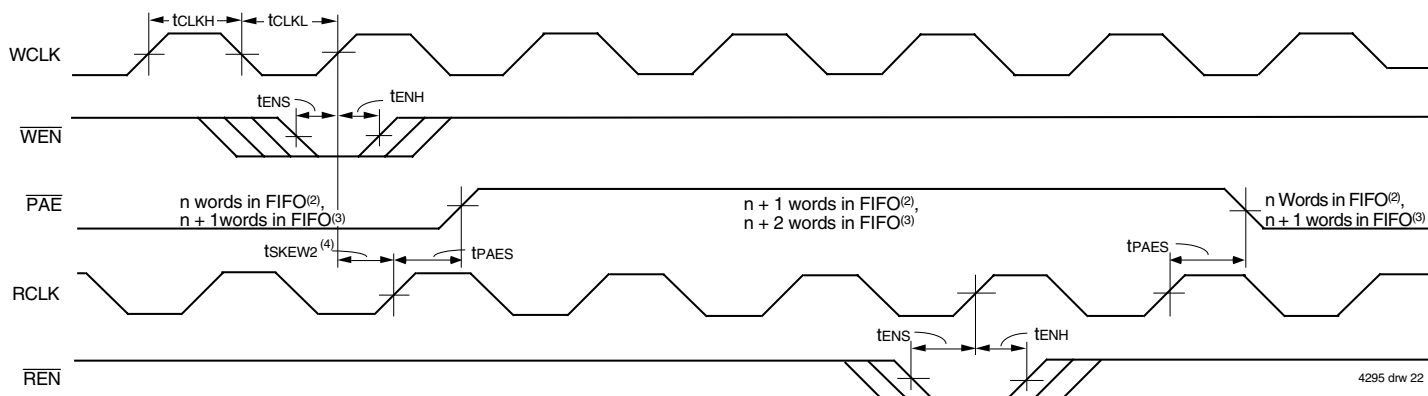 tCLKH tCLKL
WCLK
tENS tENH
WEN
PAE
n words in FIFO(2),
n + 1words in FIFO(3)
n + 1 words in FIFO(2),
n + 2 words in FIFO(3)
n Words in FIFO(2),
n + 1 words in FIFO(3)
tSKEW2 (4) tPAES tPAES
RCLK
tENS tENH
REN
4295 drw 22